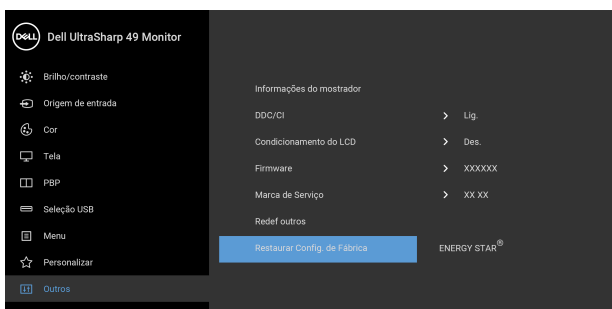 DELL Dell UltraSharp 49 Monitor
Brilho/contraste
Origem de entrada
Cor
Tela
PBP
Seleção USB
Menu
Personalizar
Outros
Informações do mostrador
DDC/CI > Lig.
Condicionamento do LCD > Des.
Firmware > XXXXXX
Marca de Serviço > XX XX
Redef outros
Restaurar Config. de Fábrica ENERGY STAR®